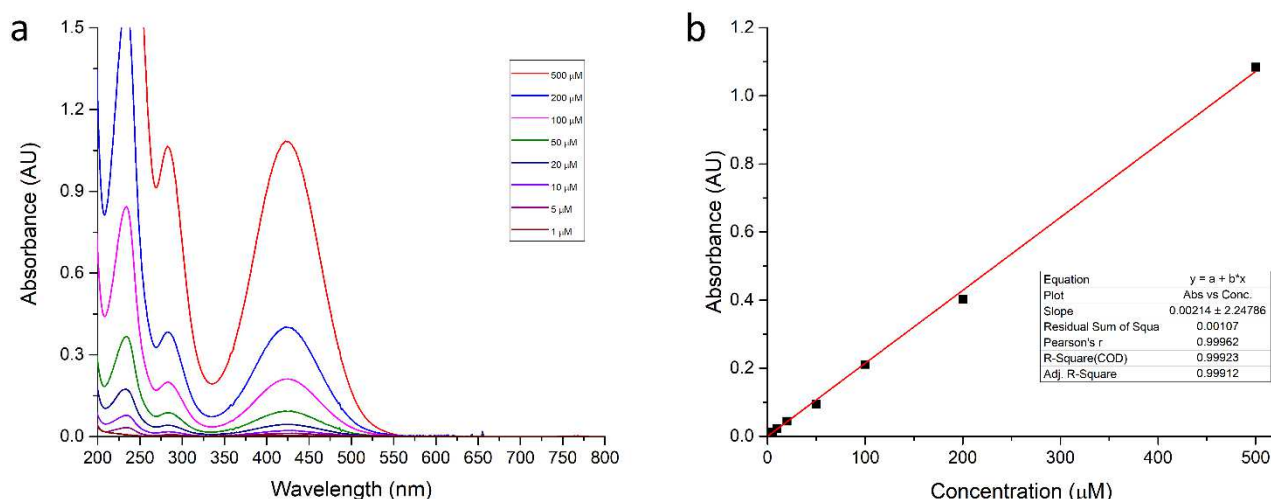 a
Absorbance (AU)
1.5
1.2
0.9
0.6
0.3
0.0
200 250 300 350 400 450 500 550 600 650 700 750 800
Wavelength (nm)
500 µM
200 µM
100 µM
50 µM
20 µM
10 µM
5 µM
1 µM
b
Absorbance (AU)
1.2
1.0
0.8
0.6
0.4
0.2
0.0
0 100 200 300 400 500
Concentration (µM)
Equation y = a + b*x
Plot Abs vs Conc.
Slope 0.00214 ± 2.24786
Residual Sum of Squa 0.00107
Pearson's r 0.99962
R-Square(COD) 0.99923
Adj. R-Square 0.99912